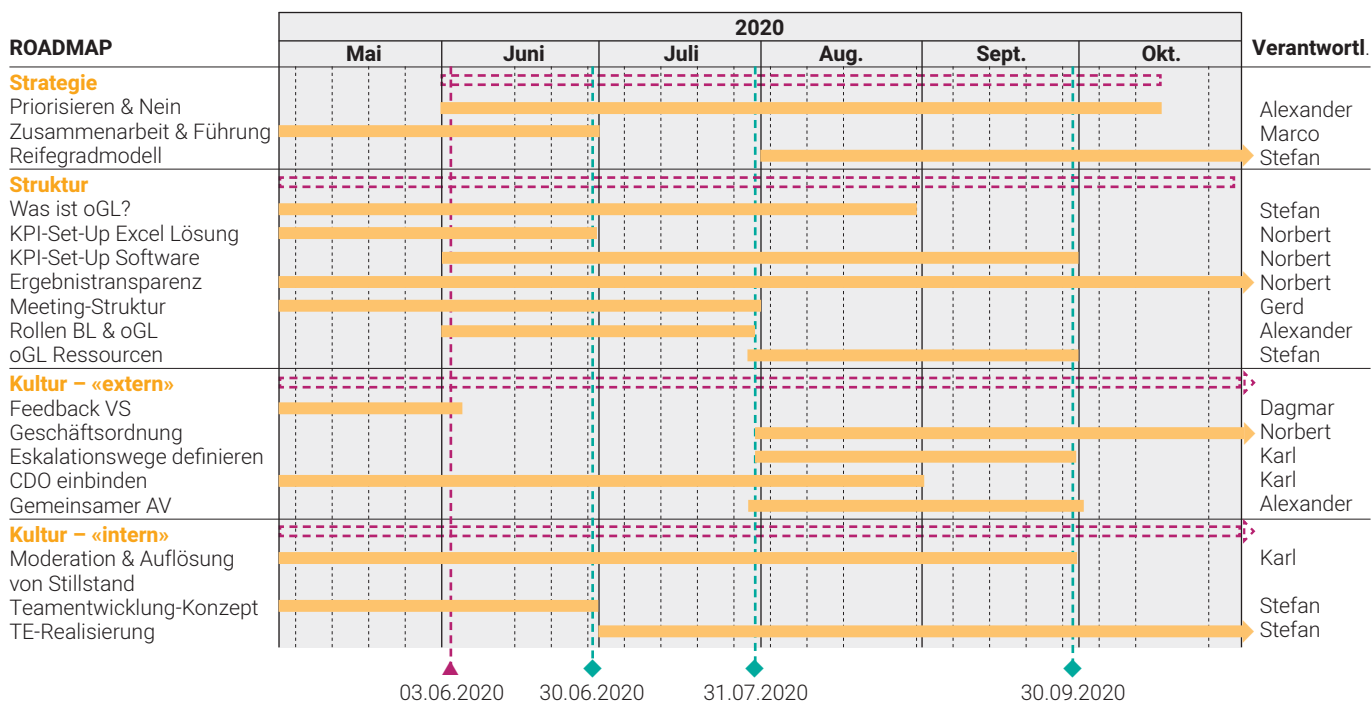 2020
ROADMAP Mai Juni Juli Aug. Sept. Okt. Verantwortl.
Strategie
Priorisieren & Nein Alexander
Zusammenarbeit & Führung Marco
Reifegradmodell Stefan
Struktur
Was ist oGL? Stefan
KPI-Set-Up Excel Lösung Norbert
KPI-Set-Up Software Norbert
Ergebnistransparenz Norbert
Meeting-Struktur Gerd
Rollen BL & oGL Alexander
oGL Ressourcen Stefan
Kultur – «extern»
Feedback VS Dagmar
Geschäftsordnung Norbert
Eskalationswege definieren Karl
CDO einbinden Karl
Gemeinsamer AV Alexander
Kultur – «intern»
Moderation & Auflösung Karl
von Stillstand
Teamentwicklung-Konzept Stefan
TE-Realisierung Stefan
03.06.2020 30.06.2020 31.07.2020 30.09.2020